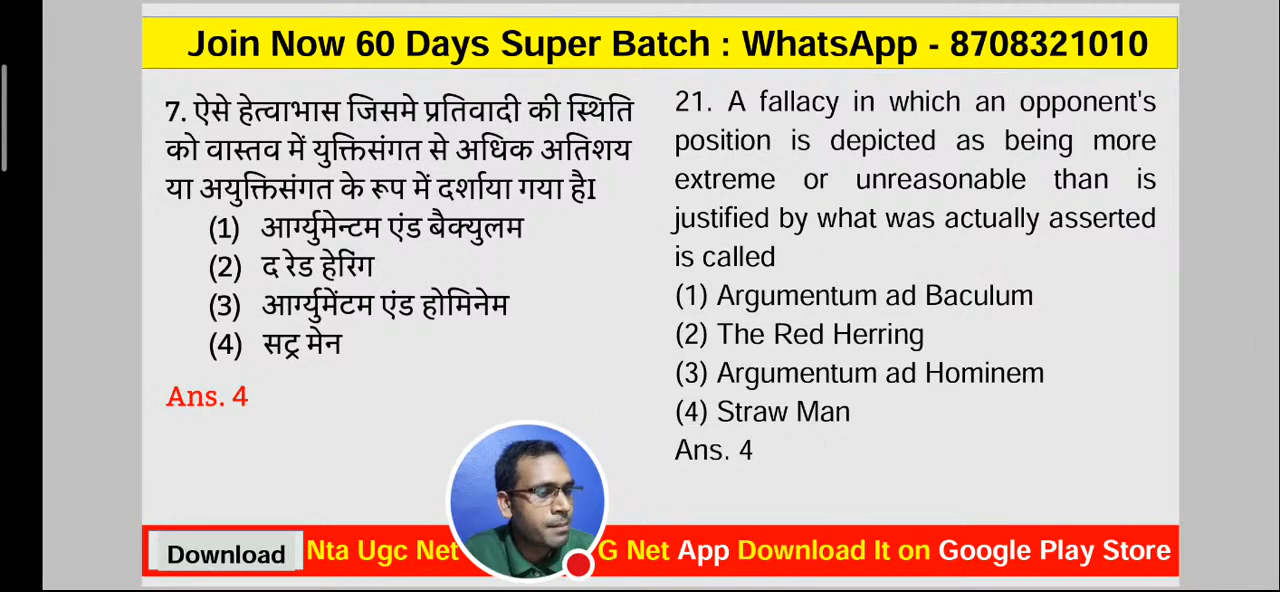 Join Now 60 Days Super Batch : WhatsApp - 8708321010
7. ऐसे हेत्वाभास जिसमे प्रतिवादी की स्थिति
को वास्तव में युक्तिसंगत से अधिक अतिशय
या अयुक्तिसंगत के रूप में दर्शाया गया हैI
(1) आर्ग्युमेन्टम एंड बैक्युलम
(2) द रेड हेरिंग
(3) आर्ग्युमेंटम एंड होमिनेम
(4) सट्र मेन
Ans. 4
21. A fallacy in which an opponent's
position is depicted as being more
extreme or unreasonable than is
justified by what was actually asserted
is called
(1) Argumentum ad Baculum
(2) The Red Herring
(3) Argumentum ad Hominem
(4) Straw Man
Ans. 4
Download Nta Ugc Net G Net App Download It on Google Play Store